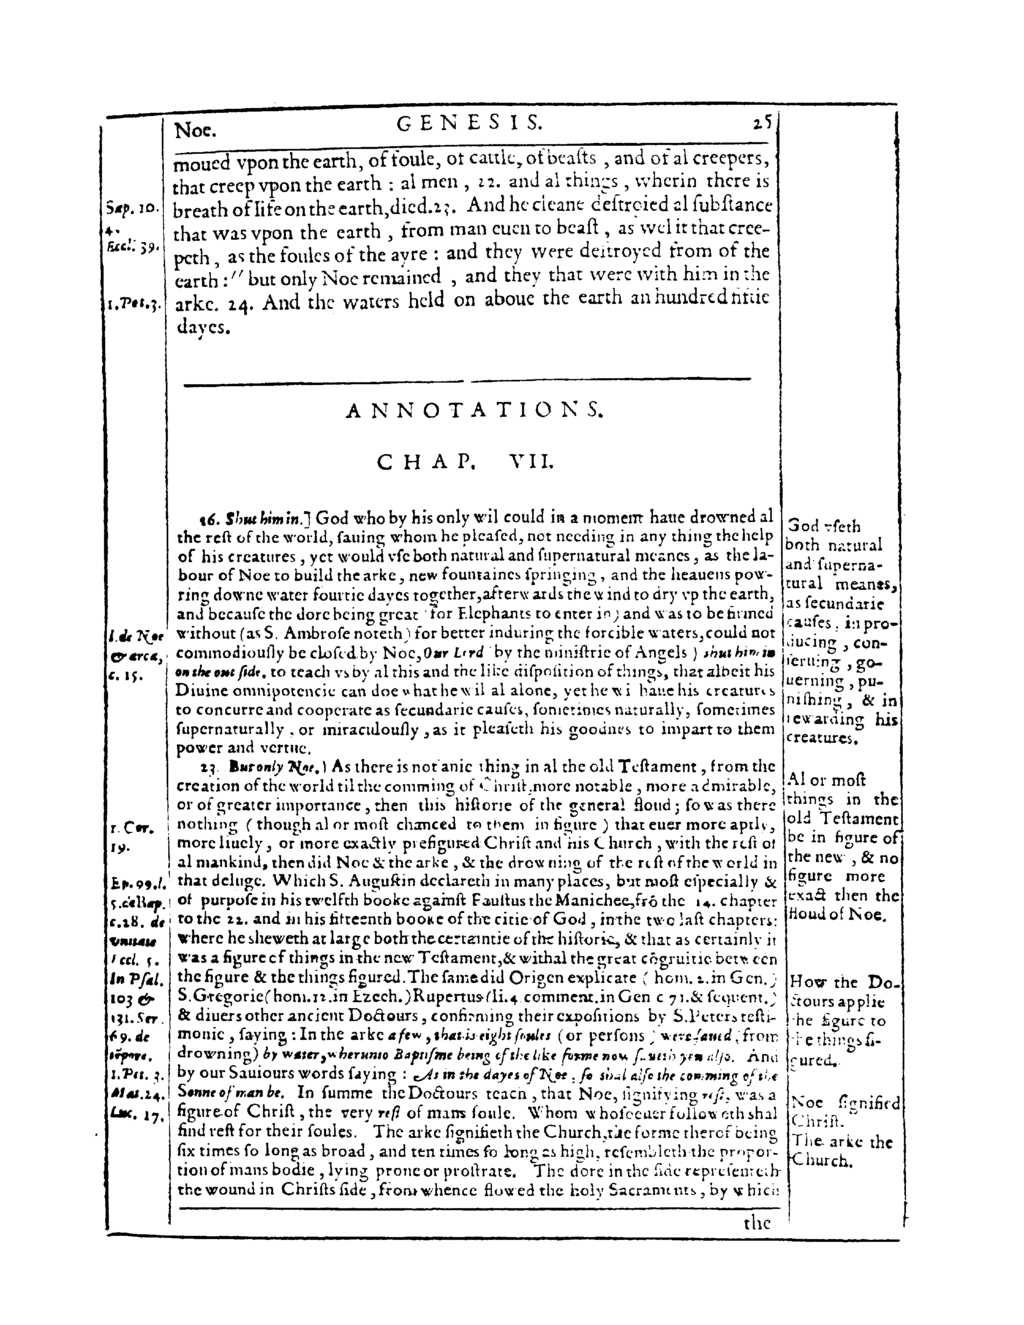 Noe. GENESIS. 25
moued vpon the earth, of foule, of cattle, of beaſts , and of al creepers,
that creep vpon the earth : al men , 22. and al things , wherin there is
breath of life on the earth, died. 23. And he cleane deſtroied al ſubſtance
that was vpon the earth , from man euen to beaſt , as wel it that cree-
peth , as the foules of the ayre : and they were deſtroyed from of the
earth :″ but only Noe remained , and they that were with him in the
arke. 24. And the waters held on aboue the earth an hundred fiftie
dayes.
Sap. 10.
4.
Eccl. 39.
1.Pet.3.
ANNOTATIONS.
CHAP. VII.
16. Shut him in.] God who by his only wil could in a moment haue drowned al
the reſt of the world, ſauing whom he pleaſed, not needing in any thing the help
of his creatures , yet would vſe both natural and ſupernatural meanes , as the la-
bour of Noe to build the arke , new fountaines ſpringing , and the heauens pow-
ring downe water fourtie dayes together, afterwards the wind to dry vp the earth,
and becauſe the dore being great for Elephants to enter in; and was to be firmed
without (as S. Ambroſe noteth) for better induring the forcible waters, could not
commodiouſly be cloſed by Noe, Our Lord by the miniſtrie of Angels ) shut him in
on the out ſide, to teach vs by al this and the like diſpoſition of things, that albeit his
Diuine omnipotencie can doe what he wil al alone, yet he wi haue his creatures
to concurre and cooperate as ſecundarie cauſes, ſometimes naturally, ſometimes
ſupernaturally , or miraculouſly , as it pleaſeth his goodnes to impart to them
power and vertue.
23. But only Noe.) As there is not anie thing in al the old Teſtament , from the
creation of the world til the comming of Chriſt, more notable , more admirable,
or of greater importance , then this hiſtorie of the general floud ; ſo was there
nothing ( though al or moſt chanced to them in figure ) that euer more aptly,
more liuely , or more exactly prefigured Chriſt and his Church , with the reſt of
al mankind, then did Noe & the arke , & the drowning of the reſt of the world in
that deluge. Which S. Auguſtin declareth in many places, but moſt eſpecially &
of purpoſe in his twelfth booke againſt Fauſtus the Manichee, frō the 14. chapter
to the 22. and in his fifteenth booke of the citie of God , in the two laſt chapters:
where he sheweth at large both the certaintie of the hiſtorie, & that as certainly it
was a figure of things in the new Teſtament, & withal the great cōgruitie between
the figure & the things figured. The ſame did Origen explicate ( hom. 2. in Gen.)
S. Gregorie( hom. 12. in Ezech.) Rupertus (li. 4 comment. in Gen c 71. & ſequent.)
& diuers other ancient Doctours , confirming their expoſitions by S. Peters teſti-
monie , ſaying : In the arke a few , that is eight ſoules ( or perſons ) were ſaued , from
drowning) by water, wherunto Baptiſme being of the like forme now ſaueth you alſo. And
by our Sauiours words ſaying : As in the dayes of Noe , ſo shal alſo the comming of the
Sonne of man be. In ſumme the Doctours teach , that Noe, ſignifying reſt, was a
figure of Chriſt , the very reſt of mans ſoule. Whom whoſoeuer followeth shal
find reſt for their ſoules. The arke ſignifieth the Church, the forme therof being
ſix times ſo long as broad , and ten times ſo long as high, reſembleth the propor-
tion of mans bodie , lying prone or proſtrate. The dore in the ſide repreſenteth
the wound in Chriſts ſide , from whence flowed the holy Sacraments , by which
the
l. de Noe
& arca,
c. 15.
1. Cor.
19.
Ep. 99.
c. 28. de
vnitate
Eccl. 5.
In Pſal.
103 &
131. Ser.
69. de
tēpore.
1. Pet. 3.
Mat. 24.
Luc. 17.
God vſeth
both natural
and ſuperna-
tural meanes,
as ſecundarie
cauſes, in pro-
ducing , con-
ſeruing , go-
uerning , pu-
niſhing , & in
rewarding his
creatures.
Al or moſt
things in the
old Teſtament
be in figure of
the new , & no
figure more
exact then the
floud of Noe.
How the Do-
ctours applie
the figure to
the things fi-
gured.
Noe ſignified
Chriſt.
The arke the
Church.